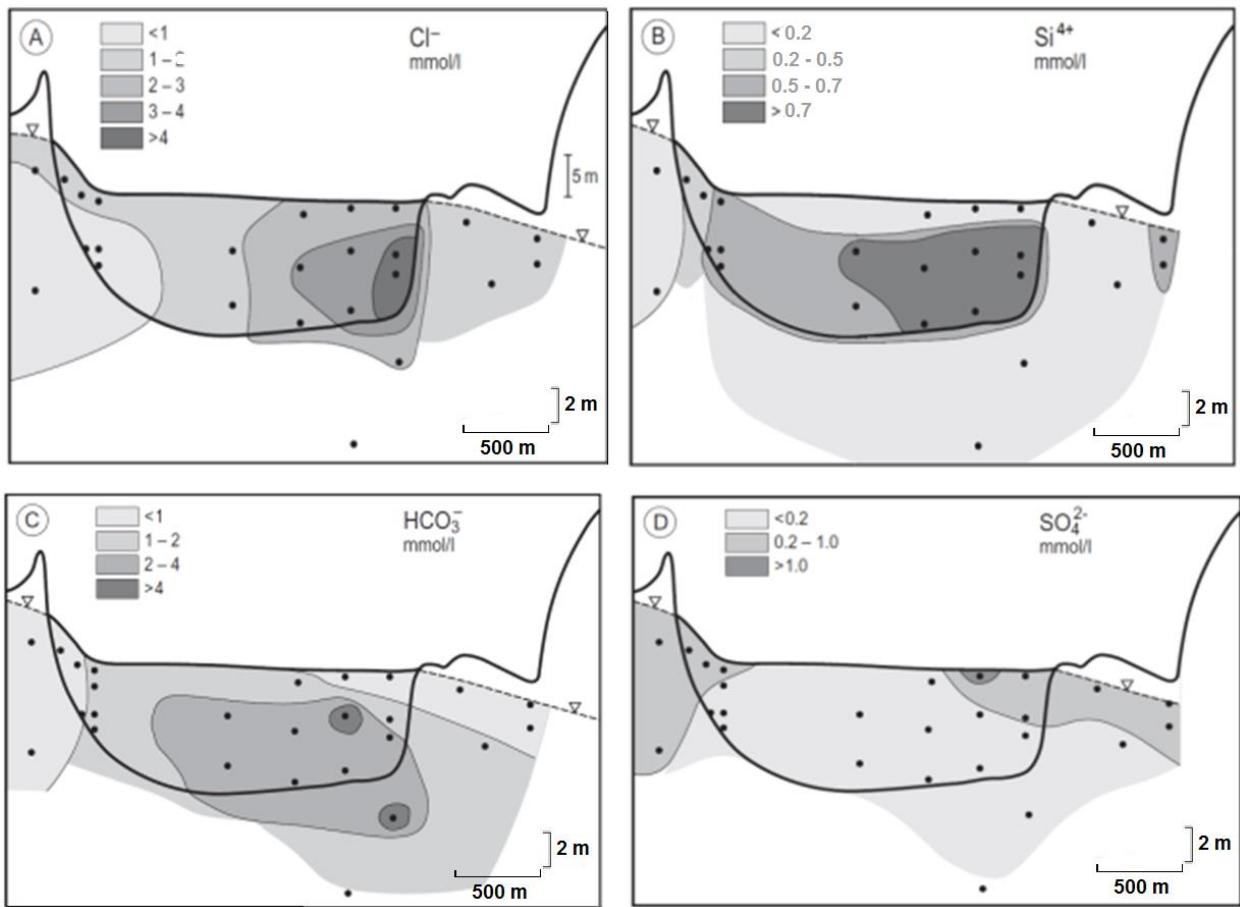 A
<1
1 –
2 – 3
3 – 4
>4
Cl⁻
mmol/l
5 m
2 m
500 m
B
< 0.2
0.2 - 0.5
0.5 - 0.7
> 0.7
Si⁴⁺
mmol/l
2 m
500 m
C
<1
1 – 2
2 – 4
>4
HCO₃⁻
mmol/l
2 m
500 m
D
<0.2
0.2 – 1.0
>1.0
SO₄²⁻
mmol/l
2 m
500 m